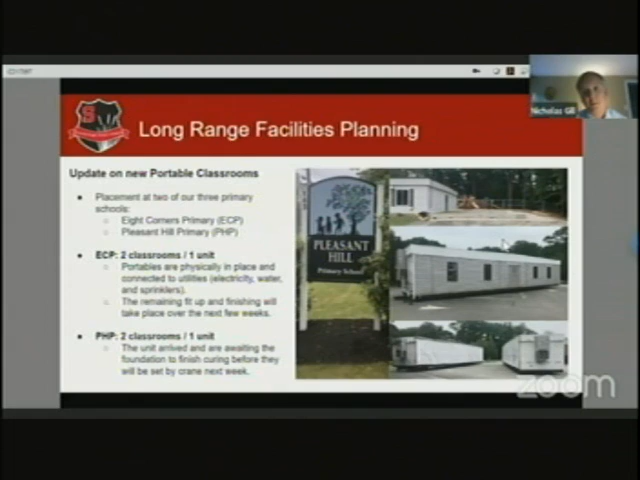 Nicholas Gill
S
Long Range Facilities Planning
Update on new Portable Classrooms
• Placement at two of our three primary
schools:
○ Eight Corners Primary (ECP)
○ Pleasant Hill Primary (PHP)
• ECP: 2 classrooms / 1 unit
○ Portables are physically in place and
connected to utilities (electricity, water,
and sprinklers).
○ The remaining fit up and finishing will
take place over the next few weeks.
• PHP: 2 classrooms / 1 unit
○ The unit arrived and are awaiting the
foundation to finish curing before they
will be set by crane next week.
PLEASANT
HILL
Primary School
zoom